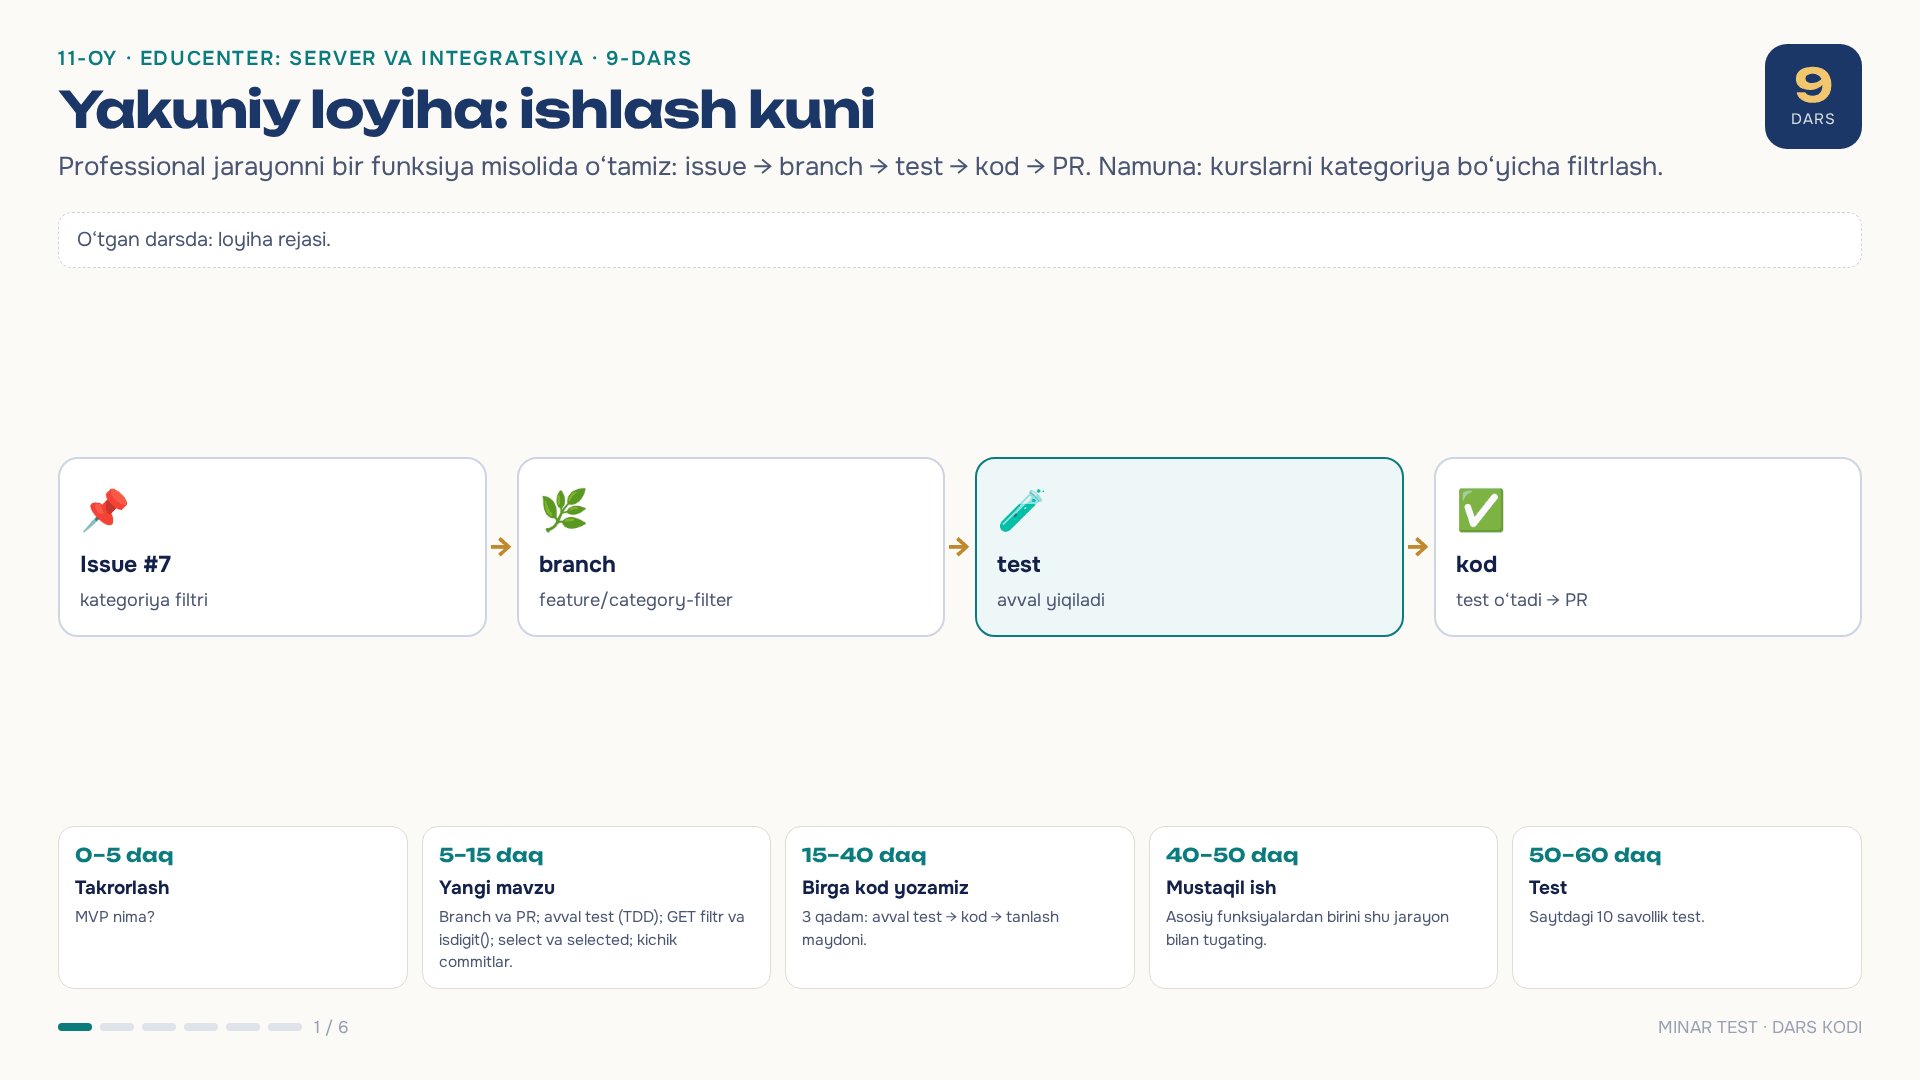 11-OY · EDUCENTER: SERVER VA INTEGRATSIYA · 9-DARS
Yakuniy loyiha: ishlash kuni
Professional jarayonni bir funksiya misolida o‘tamiz: issue → branch → test → kod → PR. Namuna: kurslarni kategoriya bo‘yicha filtrlash.
9
DARS
O‘tgan darsda: loyiha rejasi.
📌
Issue #7
kategoriya filtri
→
🌿
branch
feature/category-filter
→
🧪
test
avval yiqiladi
→
✅
kod
test o‘tadi → PR
0–5 daq
Takrorlash
MVP nima?
5–15 daq
Yangi mavzu
Branch va PR; avval test (TDD); GET filtr va
isdigit(); select va selected; kichik
commitlar.
15–40 daq
Birga kod yozamiz
3 qadam: avval test → kod → tanlash
maydoni.
40–50 daq
Mustaqil ish
Asosiy funksiyalardan birini shu jarayon
bilan tugating.
50–60 daq
Test
Saytdagi 10 savollik test.
1 / 6
MINAR TEST · DARS KODI